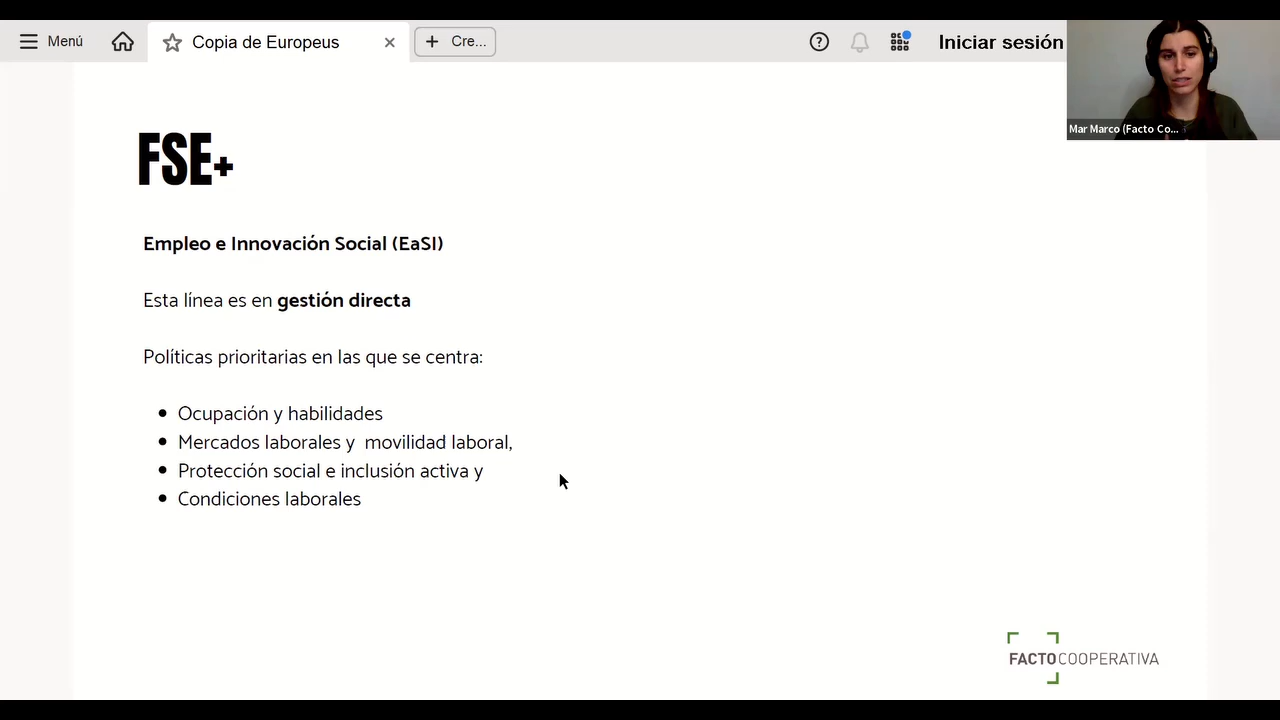 Menú
Copia de Europeus
Cre...
Iniciar sesión
Mar Marco (Facto Co...
FSE+
Empleo e Innovación Social (EaSI)
Esta línea es en gestión directa
Políticas prioritarias en las que se centra:
Ocupación y habilidades
Mercados laborales y movilidad laboral,
Protección social e inclusión activa y
Condiciones laborales
FACTOCOOPERATIVA